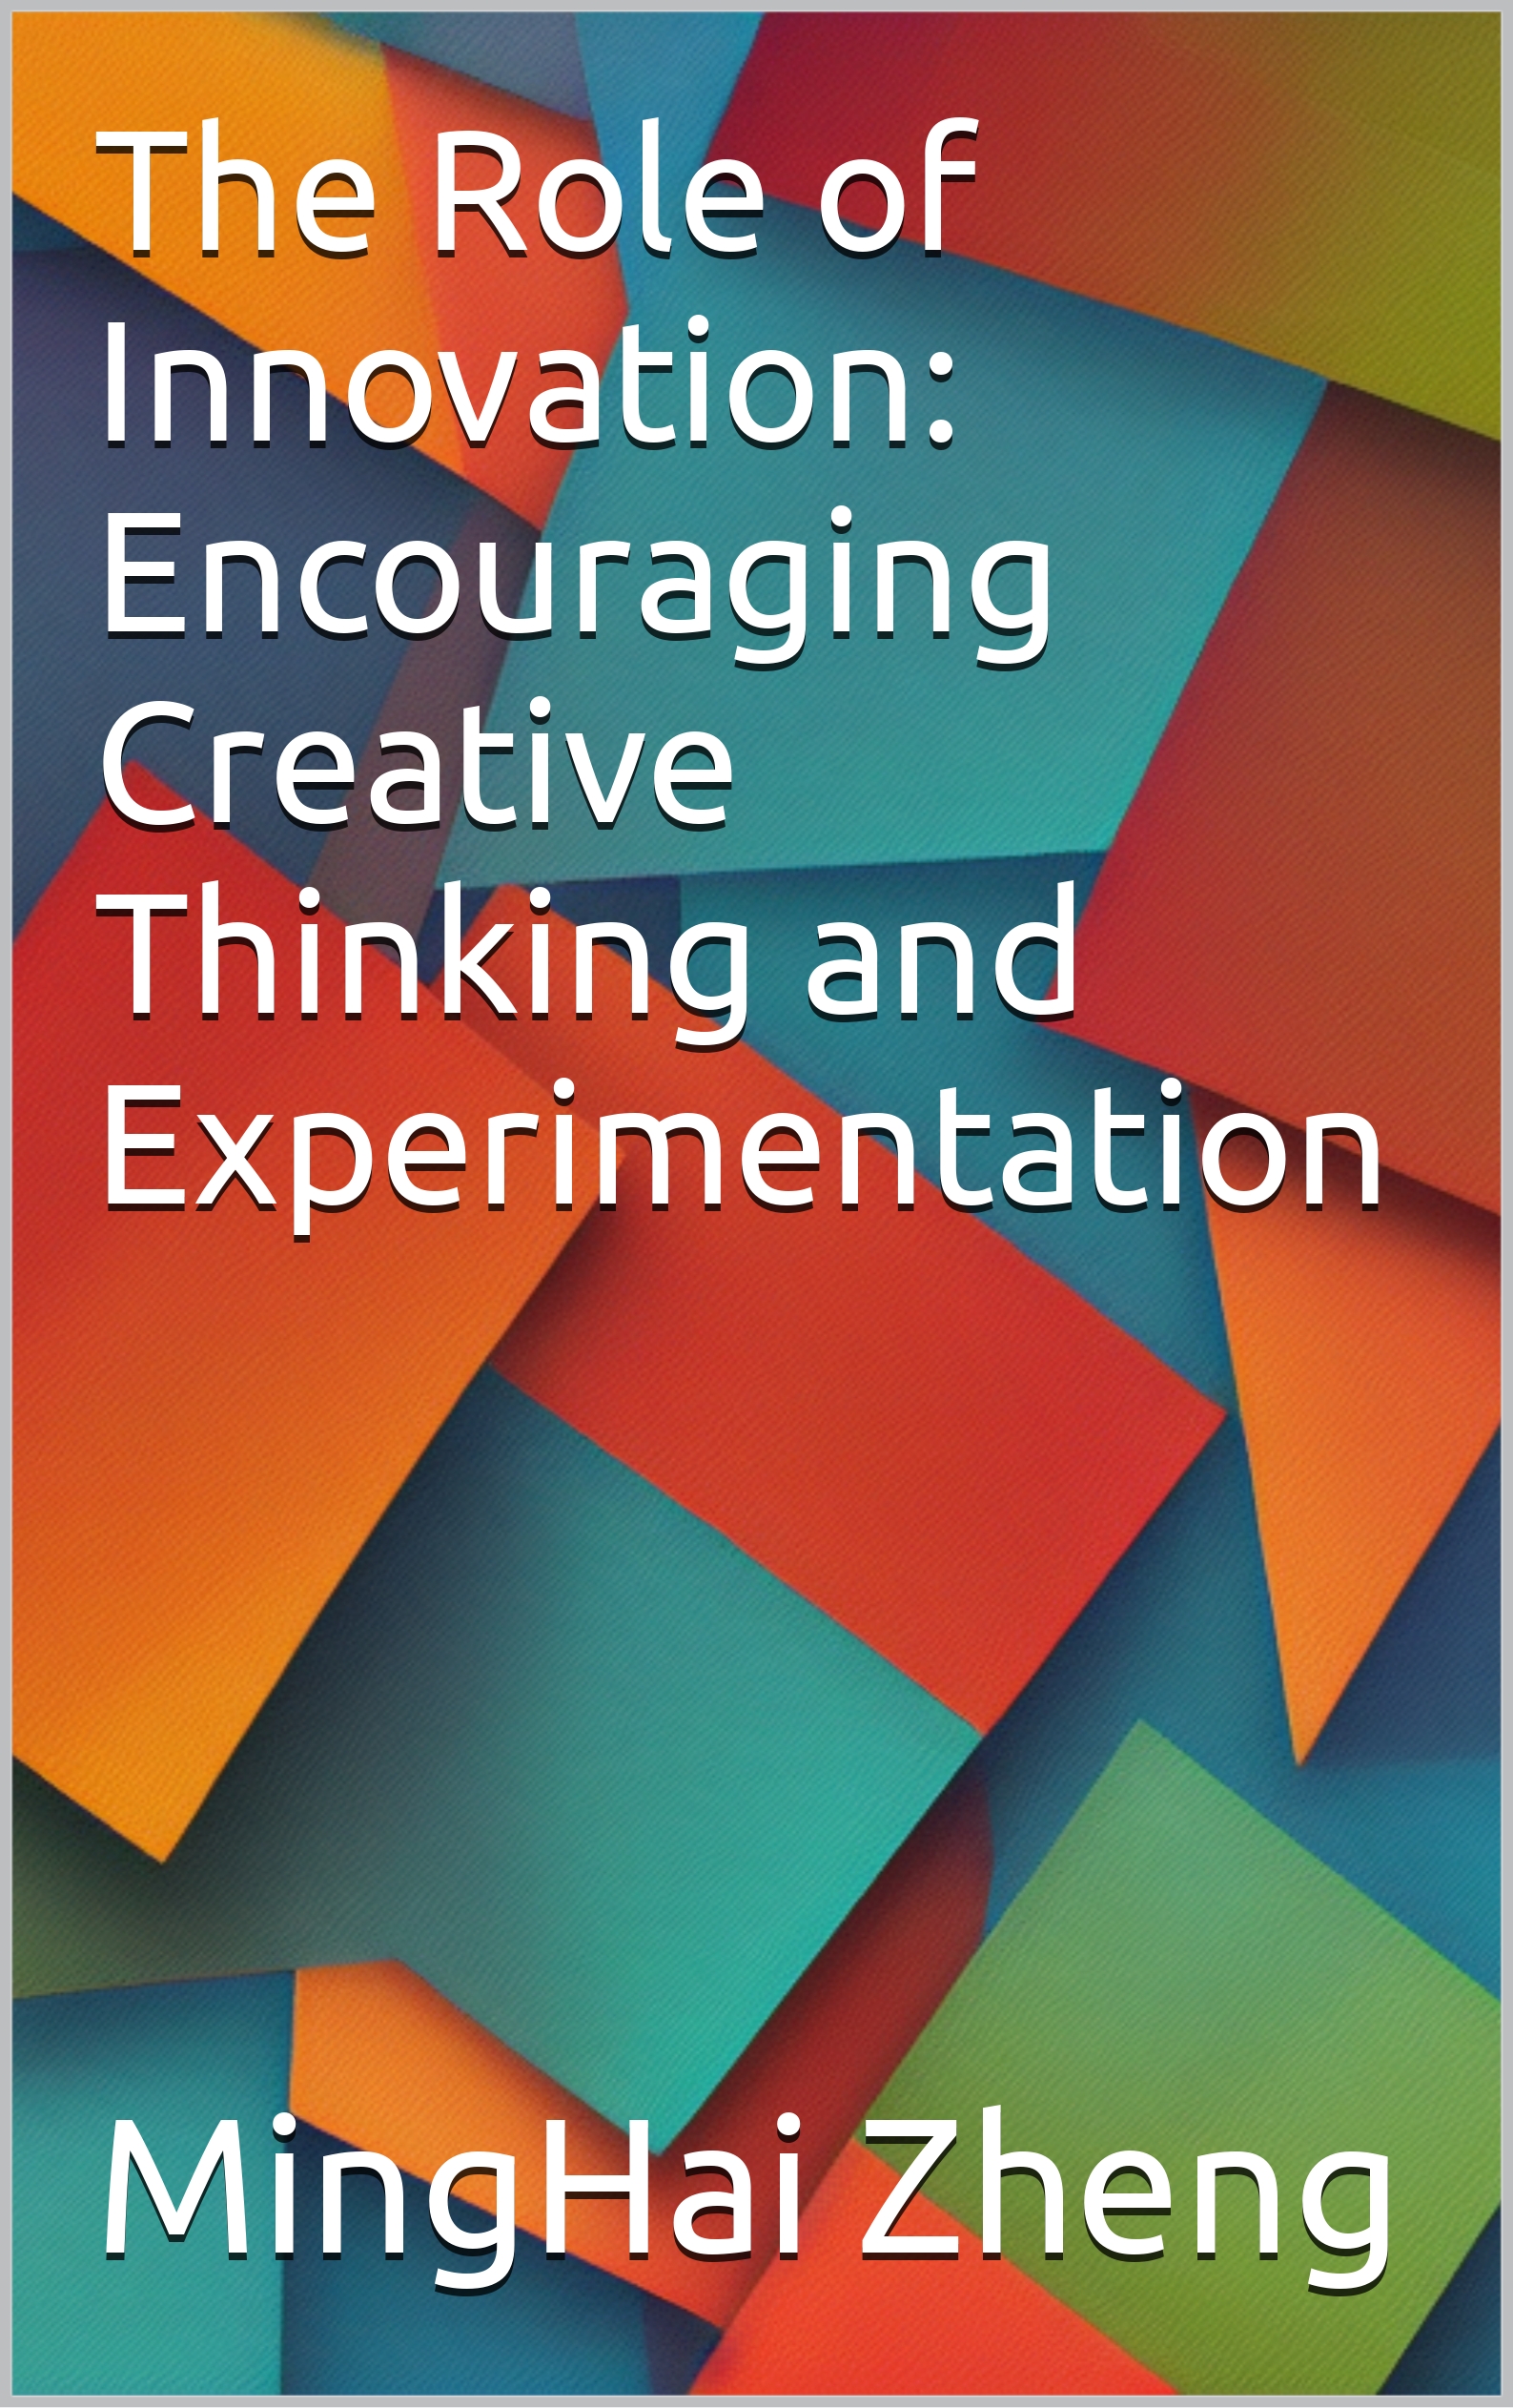 The Role of
Innovation:
Encouraging
Creative
Thinking and
Experimentation
MingHai Zheng